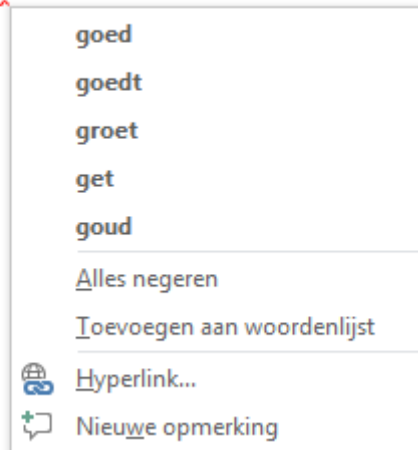 goed
goedt
groet
get
goud
Alles negeren
Toevoegen aan woordenlijst
Hyperlink...
Nieuwe opmerking